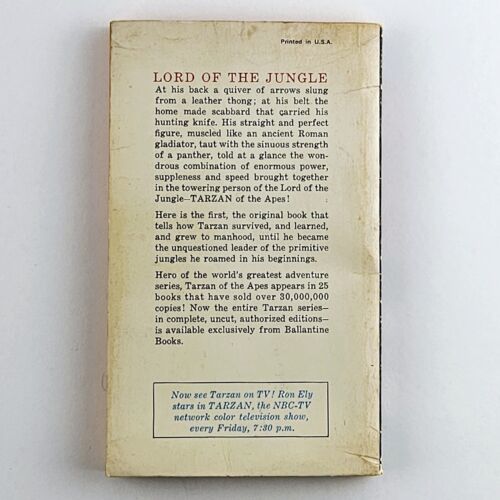 Printed in U.S.A.
LORD OF THE JUNGLE
At his back a quiver of arrows slung
from a leather thong; at his belt the
home made scabbard that carried his
hunting knife. His straight and perfect
figure, muscled like an ancient Roman
gladiator, taut with the sinuous strength
of a panther, told at a glance the won-
drous combination of enormous power,
suppleness and speed brought together
in the towering person of the Lord of the
Jungle—TARZAN of the Apes!
Here is the first, the original book that
tells how Tarzan survived, and learned,
and grew to manhood, until he became
the unquestioned leader of the primitive
jungles he roamed in his beginnings.
Hero of the world's greatest adventure
series, Tarzan of the Apes appears in 25
books that have sold over 30,000,000
copies! Now the entire Tarzan series—
in complete, uncut, authorized editions—
is available exclusively from Ballantine
Books.
Now see Tarzan on TV! Ron Ely
stars in TARZAN, the NBC-TV
network color television show,
every Friday, 7:30 p.m.